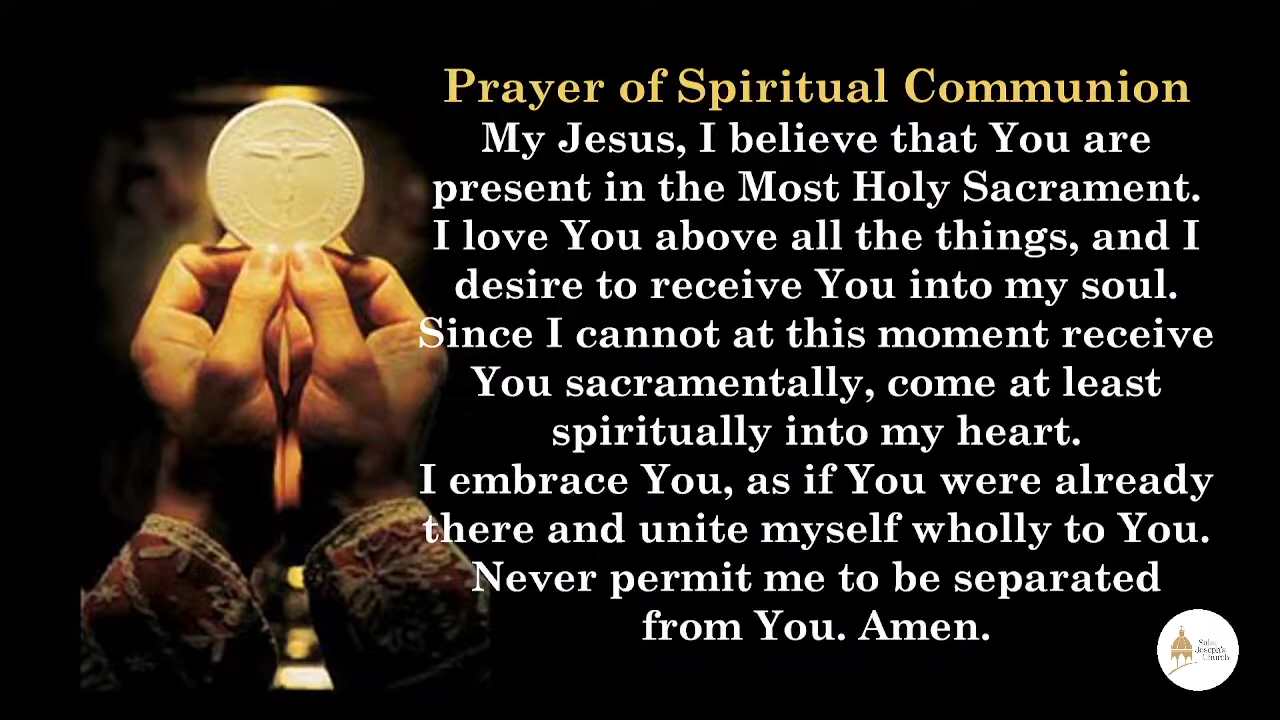 Prayer of Spiritual Communion
My Jesus, I believe that You are
present in the Most Holy Sacrament.
I love You above all the things, and I
desire to receive You into my soul.
Since I cannot at this moment receive
You sacramentally, come at least
spiritually into my heart.
I embrace You, as if You were already
there and unite myself wholly to You.
Never permit me to be separated
from You. Amen.
Saint
Joseph's
Church